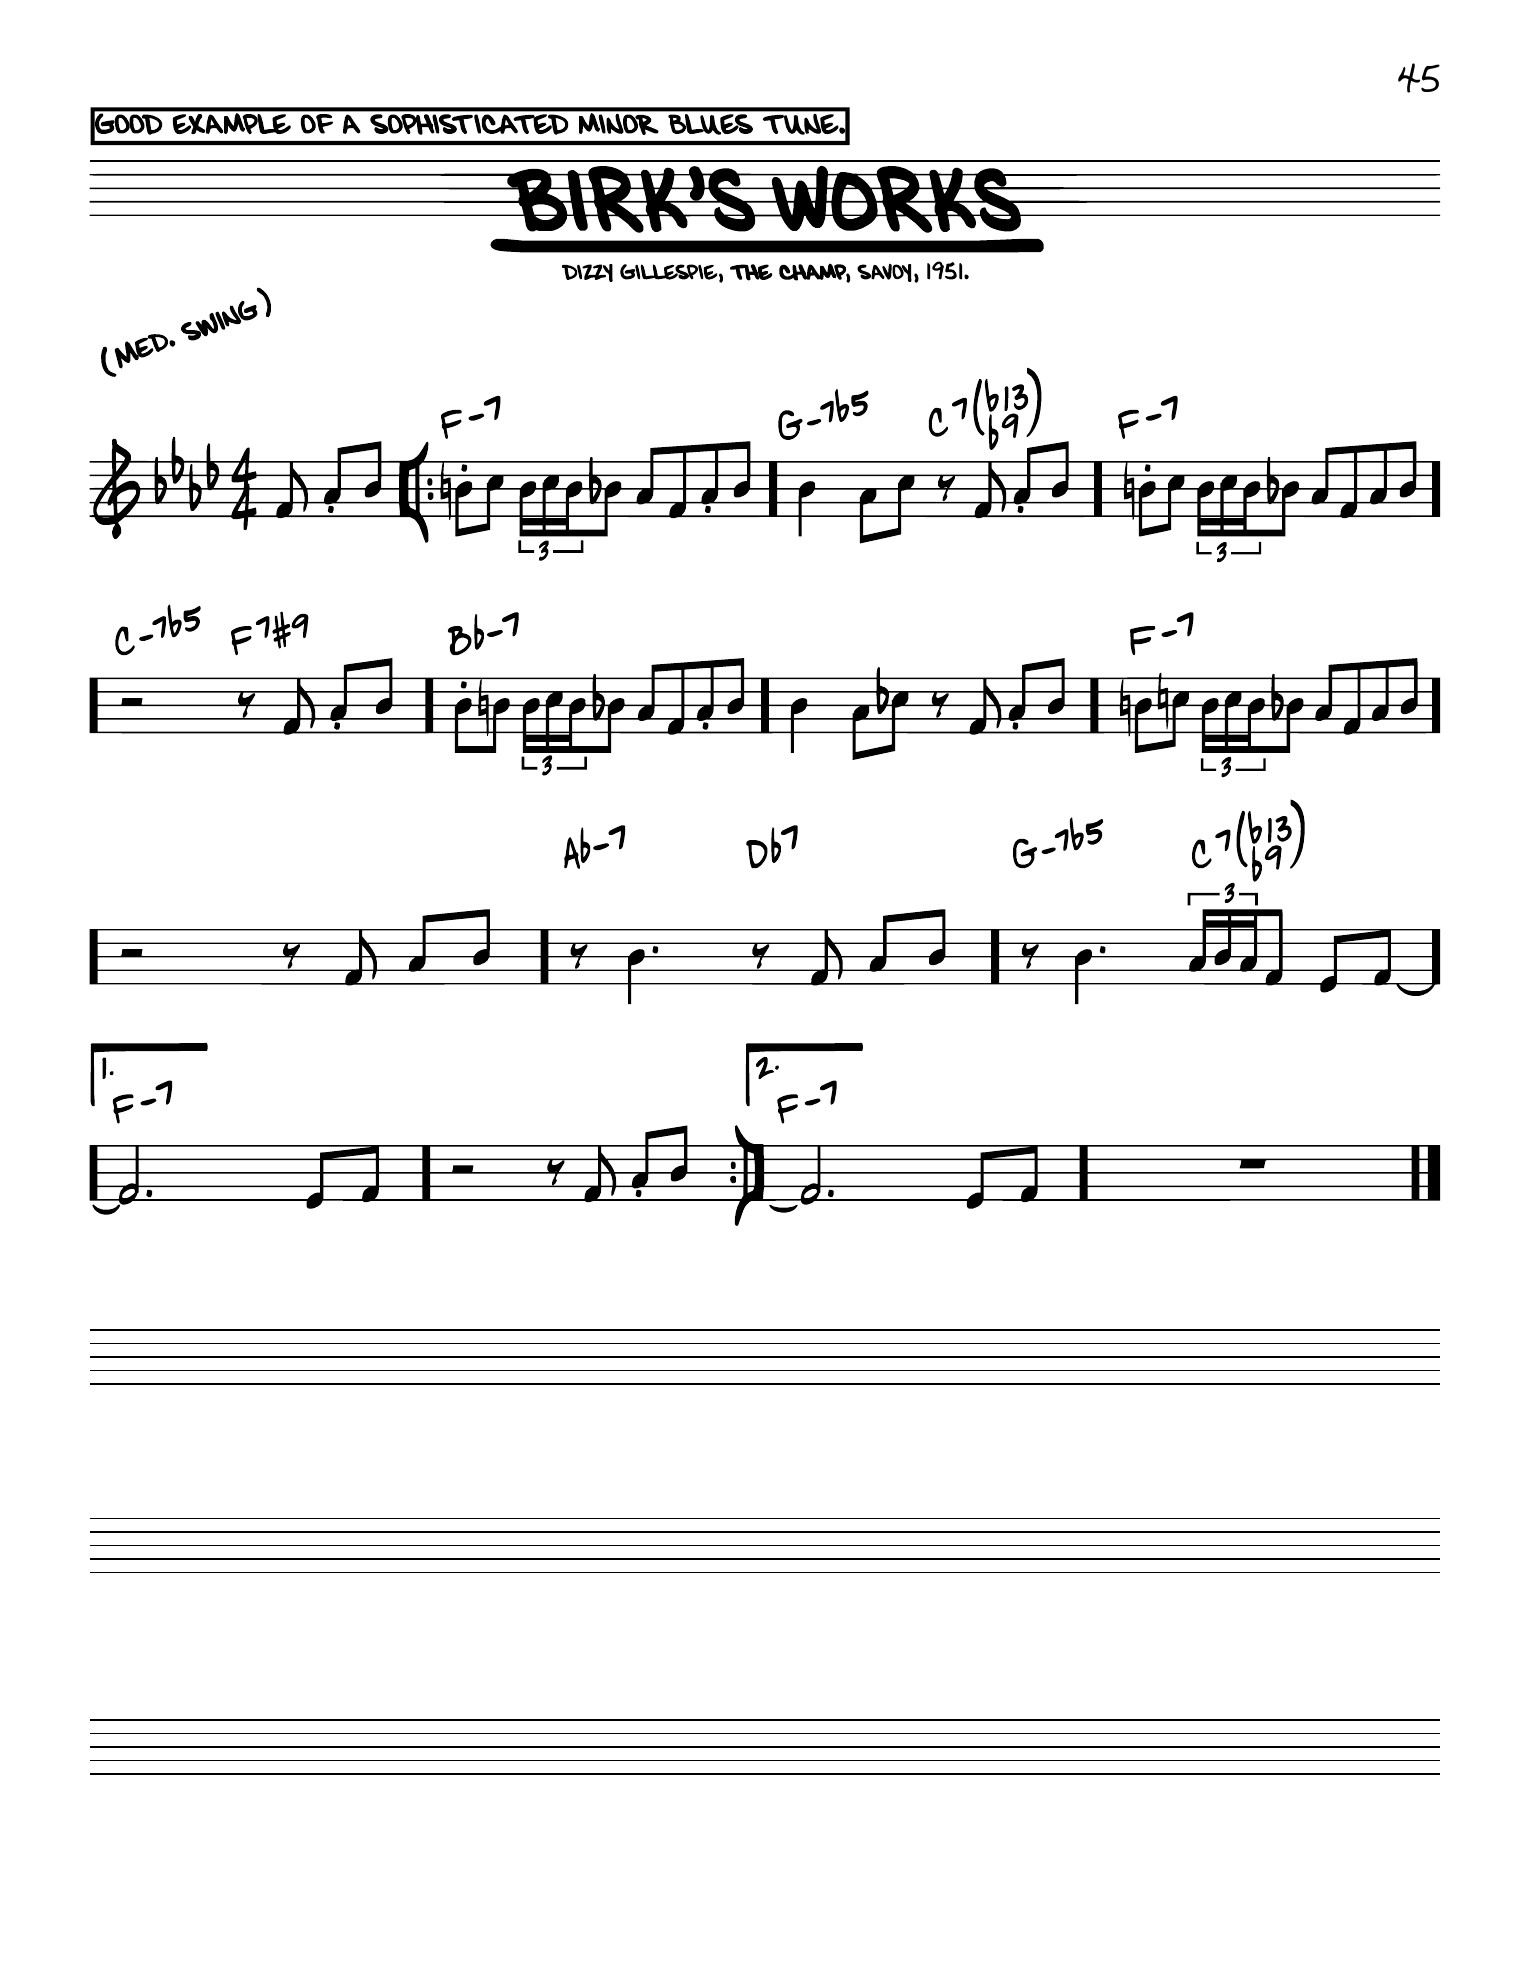 45
GOOD EXAMPLE OF A SOPHISTICATED MINOR BLUES TUNE.
BIRK'S WORKS
DIZZY GILLESPIE, THE CHAMP, SAVOY, 1951.
(MED. SWING)
F-7 G-7b5 C7(b13 b9) F-7
4
4
3 3
C-7b5 F7#9 Bb-7 F-7
3 3
Ab-7 Db7 G-7b5 C7(b13 b9)
3
1. 2.
F-7 F-7